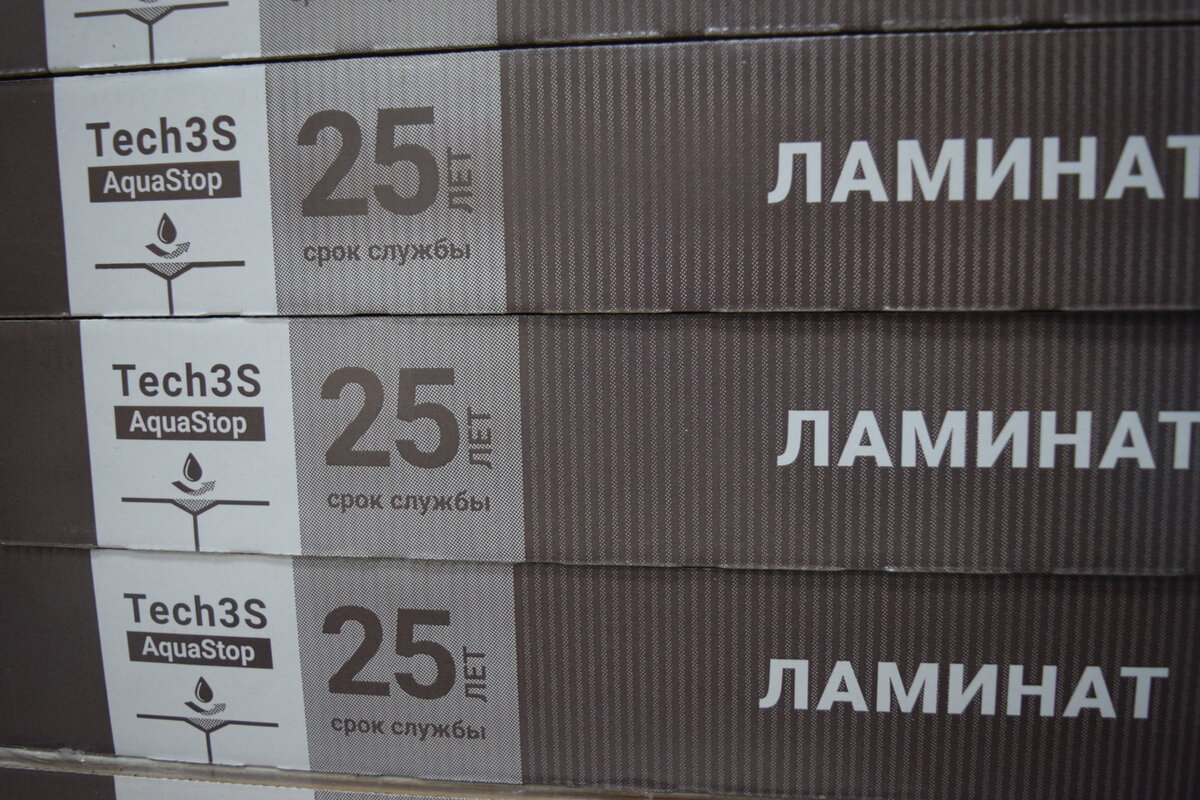 Tech3S
AquaStop
25 ЛЕТ
срок службы
ЛАМИНАТ
Tech3S
AquaStop
25 ЛЕТ
срок службы
ЛАМИНАТ
Tech3S
AquaStop
25 ЛЕТ
срок службы
ЛАМИНАТ